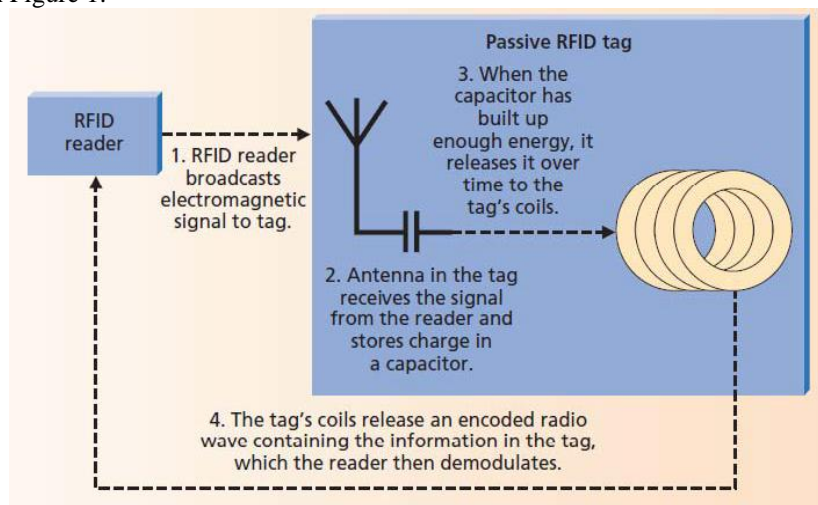 Figure 1.
Passive RFID tag
RFID
reader
1. RFID reader
broadcasts
electromagnetic
signal to tag.
3. When the
capacitor has
built up
enough energy, it
releases it over
time to the
tag's coils.
2. Antenna in the tag
receives the signal
from the reader and
stores charge in
a capacitor.
4. The tag's coils release an encoded radio
wave containing the information in the tag,
which the reader then demodulates.